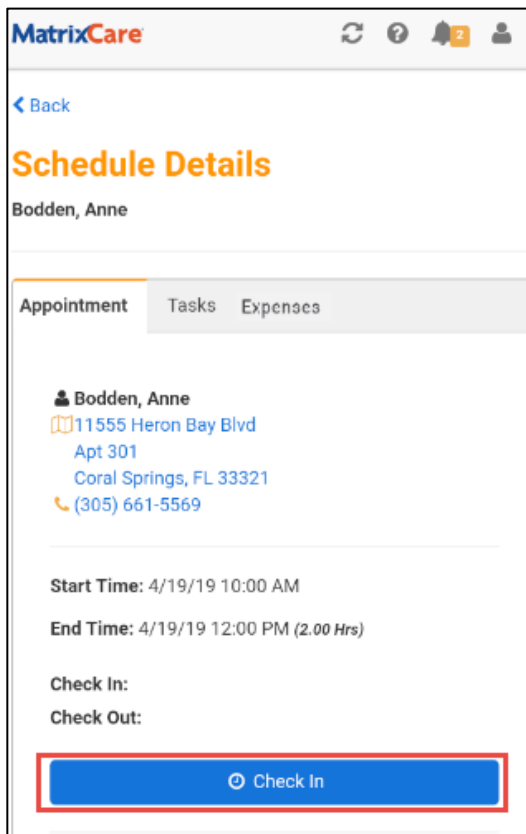 MatrixCare
2
Back
Schedule Details
Bodden, Anne
Appointment Tasks Expenses
Bodden, Anne
11555 Heron Bay Blvd
Apt 301
Coral Springs, FL 33321
(305) 661-5569
Start Time: 4/19/19 10:00 AM
End Time: 4/19/19 12:00 PM (2.00 Hrs)
Check In:
Check Out:
Check In